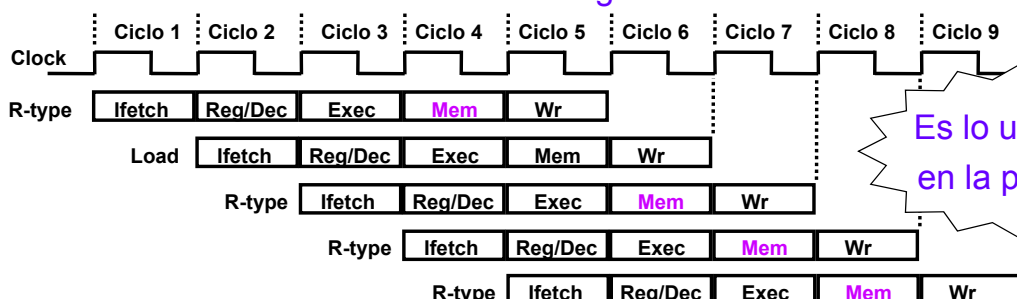 Ciclo 1 Ciclo 2 Ciclo 3 Ciclo 4 Ciclo 5 Ciclo 6 Ciclo 7 Ciclo 8 Ciclo 9
Clock
R-type Ifetch Reg/Dec Exec Mem Wr
Load Ifetch Reg/Dec Exec Mem Wr
R-type Ifetch Reg/Dec Exec Mem Wr
R-type Ifetch Reg/Dec Exec Mem Wr
R-type Ifetch Reg/Dec Exec Mem Wr
Es lo
en la